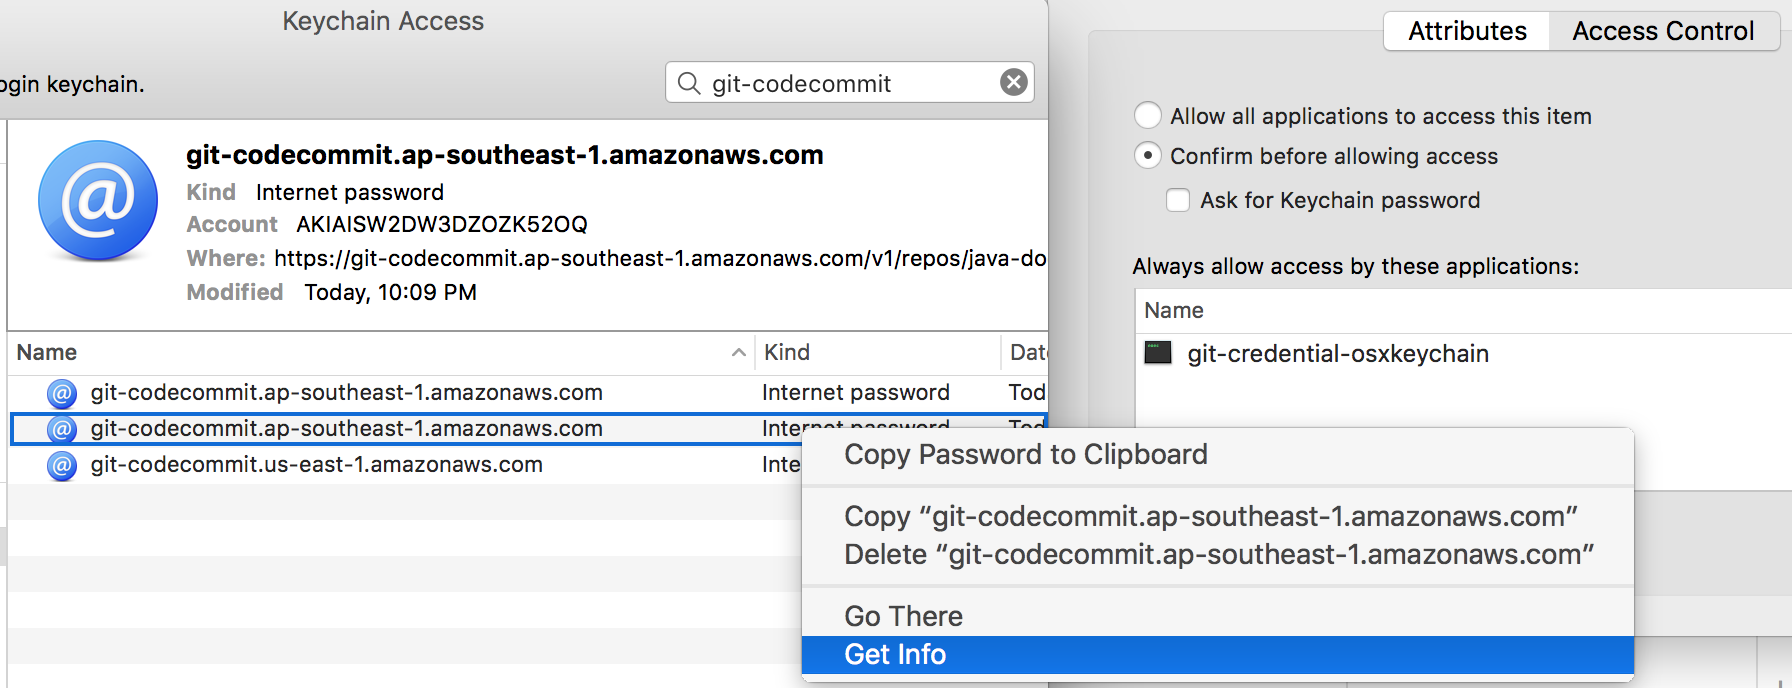 Keychain Access
ogin keychain.
git-codecommit
git-codecommit.ap-southeast-1.amazonaws.com
Kind Internet password
Account AKIAISW2DW3DZOZK52OQ
Where: https://git-codecommit.ap-southeast-1.amazonaws.com/v1/repos/java-do
Modified Today, 10:09 PM
Name Kind Dat
git-codecommit.ap-southeast-1.amazonaws.com Internet password Tod
git-codecommit.ap-southeast-1.amazonaws.com Internet password Tod
git-codecommit.us-east-1.amazonaws.com Inte
Attributes Access Control
Allow all applications to access this item
Confirm before allowing access
Ask for Keychain password
Always allow access by these applications:
Name
git-credential-osxkeychain
Copy Password to Clipboard
Copy “git-codecommit.ap-southeast-1.amazonaws.com”
Delete “git-codecommit.ap-southeast-1.amazonaws.com”
Go There
Get Info